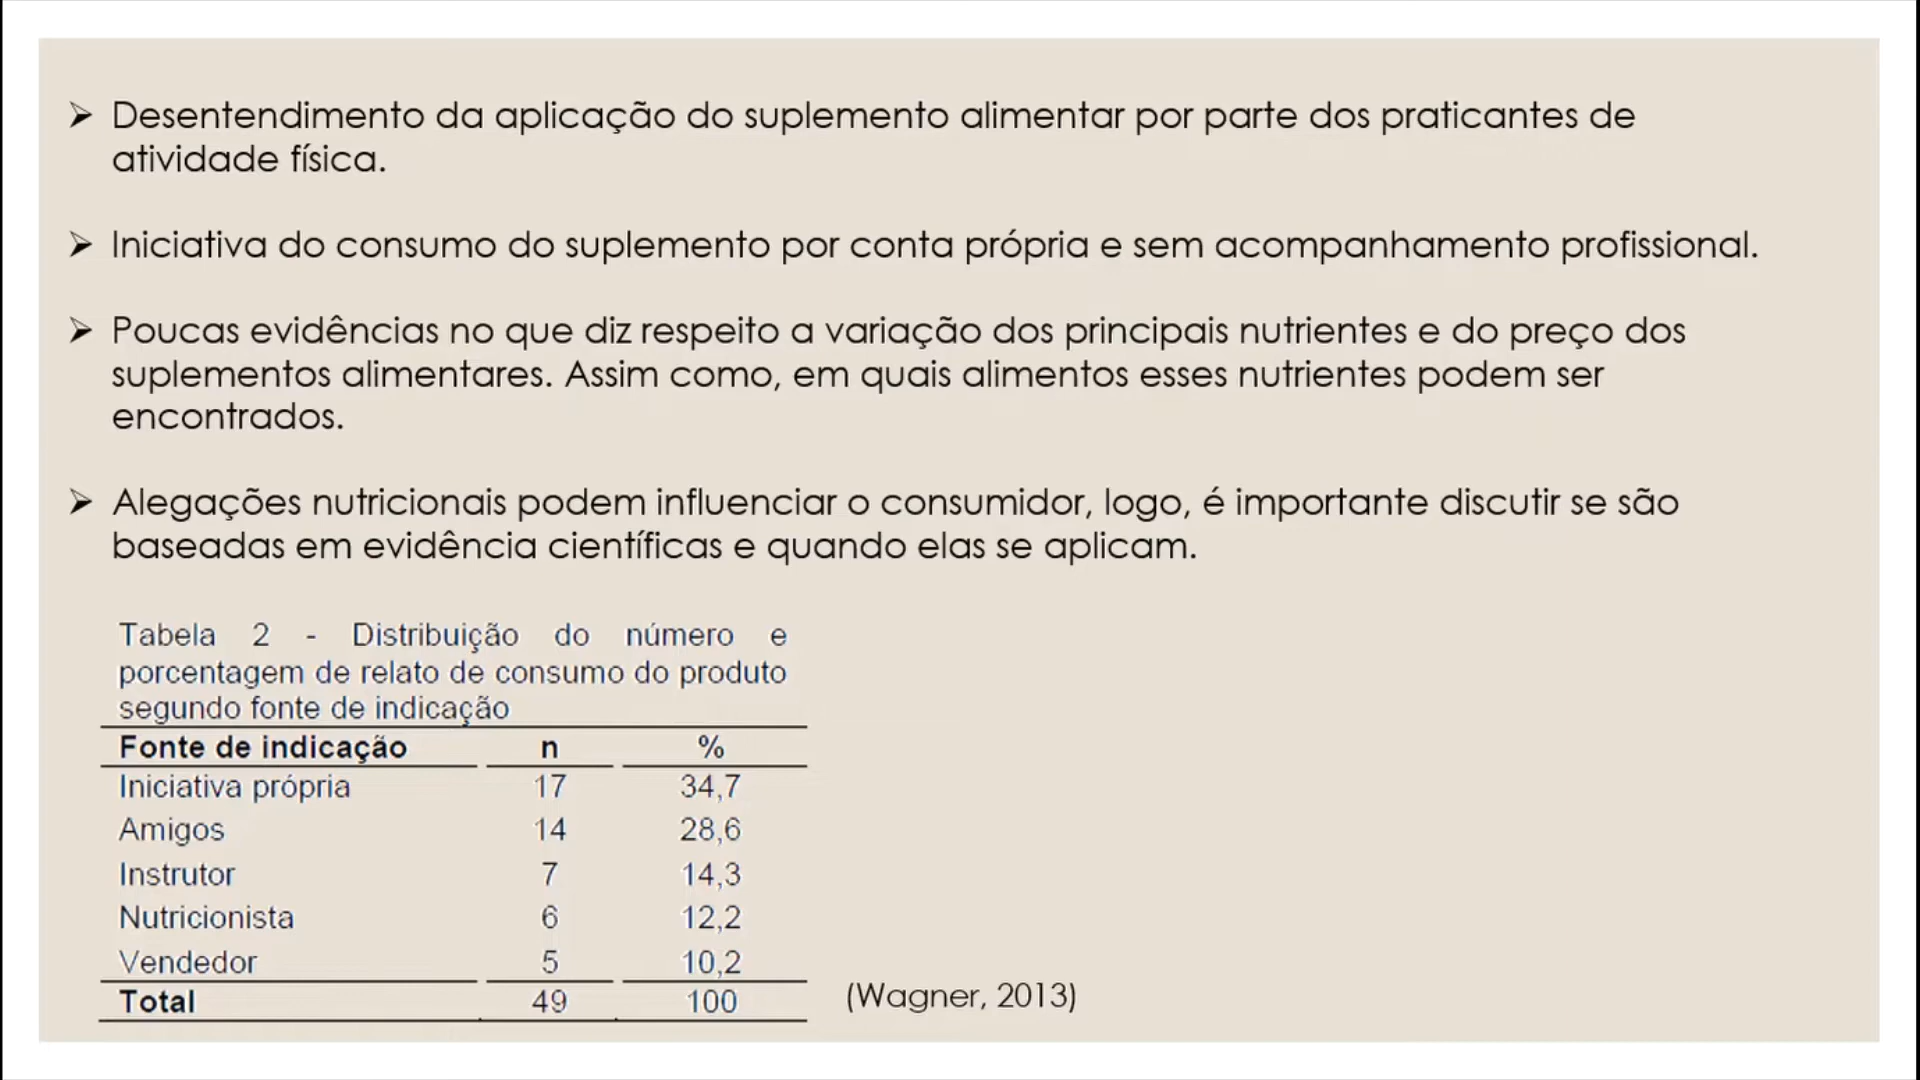 ➢ Desentendimento da aplicação do suplemento alimentar por parte dos praticantes de
atividade física.
➢ Iniciativa do consumo do suplemento por conta própria e sem acompanhamento profissional.
➢ Poucas evidências no que diz respeito a variação dos principais nutrientes e do preço dos
suplementos alimentares. Assim como, em quais alimentos esses nutrientes podem ser
encontrados.
➢ Alegações nutricionais podem influenciar o consumidor, logo, é importante discutir se são
baseadas em evidência científicas e quando elas se aplicam.
Tabela 2 - Distribuição do número e
porcentagem de relato de consumo do produto
segundo fonte de indicação
Fonte de indicação n %
Iniciativa própria 17 34,7
Amigos 14 28,6
Instrutor 7 14,3
Nutricionista 6 12,2
Vendedor 5 10,2
Total 49 100
(Wagner, 2013)